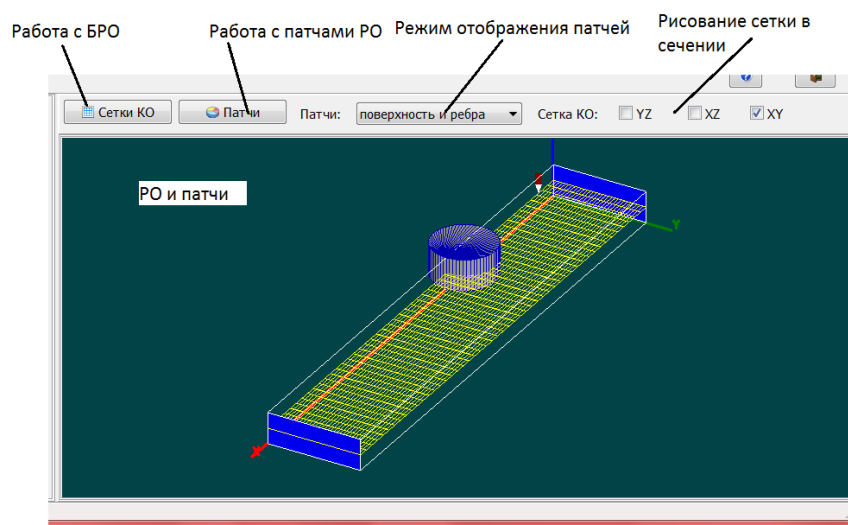 Работа с БРО
Работа с патчами РО
Режим отображения патчей
Рисование сетки в
сечении
Сетки КО
Патчи
Патчи:
поверхность и ребра
Сетка КО:
YZ
XZ
XY
РО и патчи
Y
X